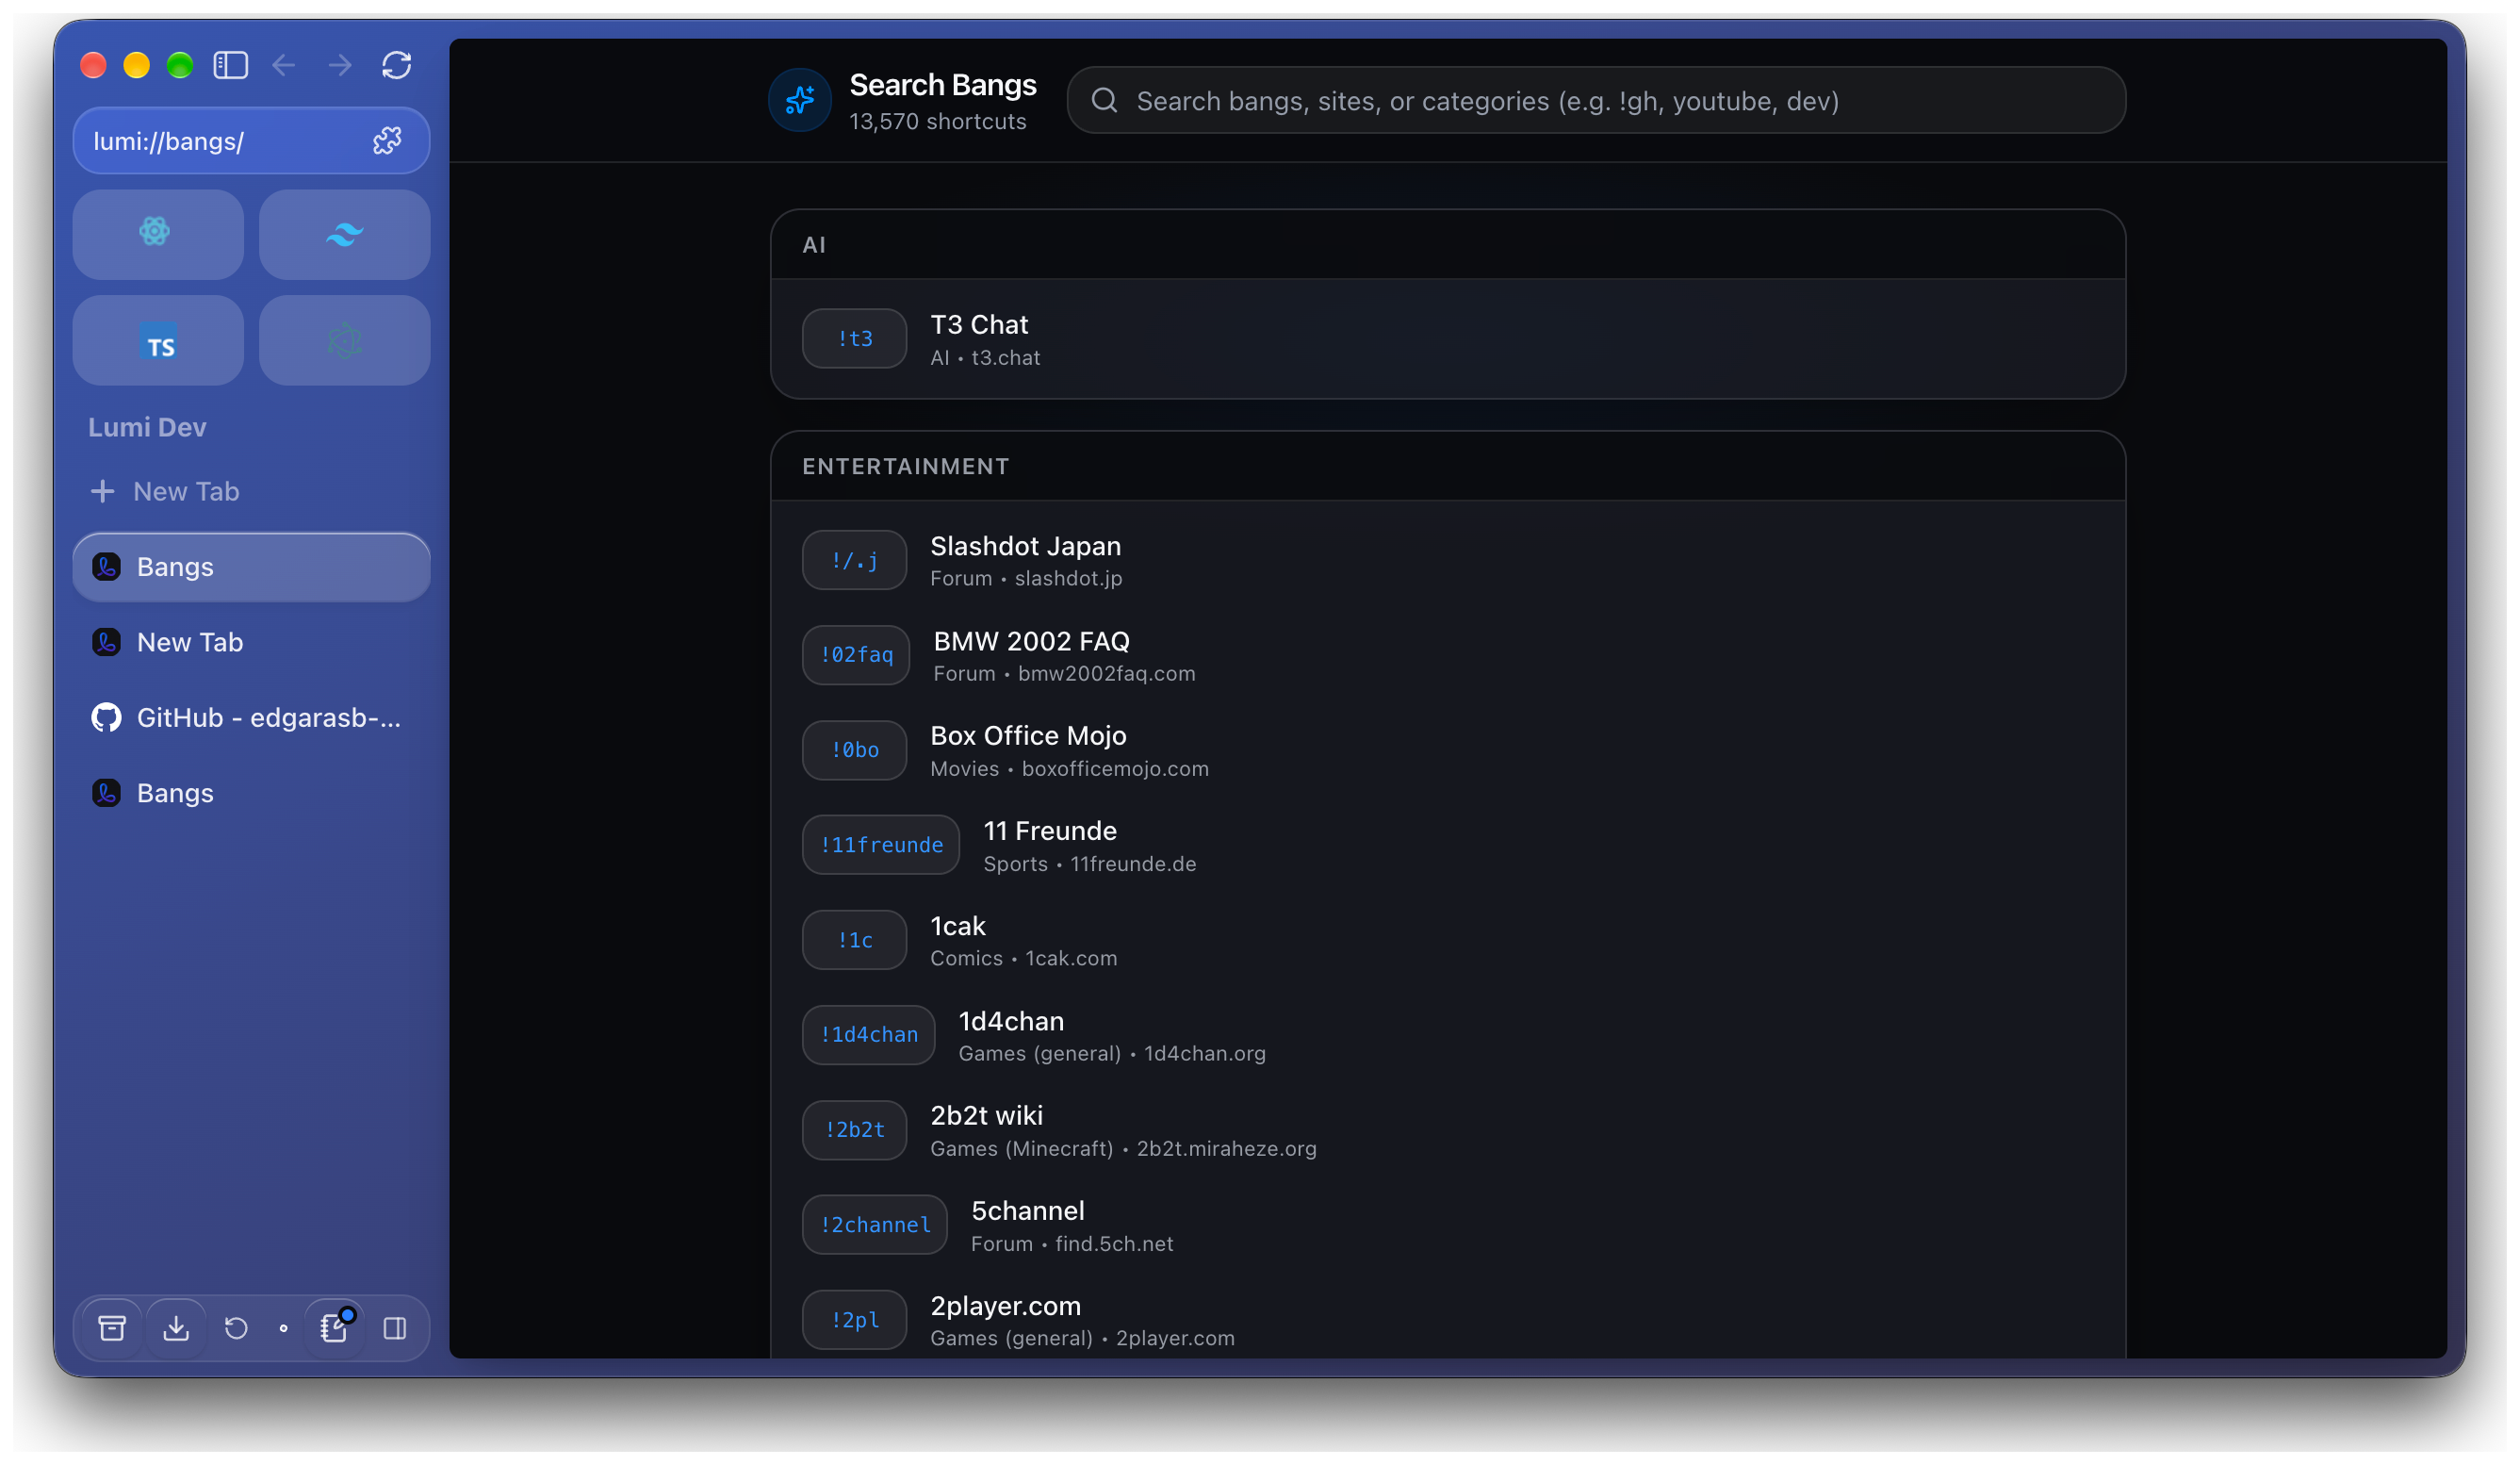 lumi://bangs/
TS
Lumi Dev
New Tab
Bangs
New Tab
GitHub - edgarasb-...
Bangs
Search Bangs
13,570 shortcuts
Search bangs, sites, or categories (e.g. !gh, youtube, dev)
AI
!t3
T3 Chat
AI • t3.chat
ENTERTAINMENT
!/.j
Slashdot Japan
Forum • slashdot.jp
!02faq
BMW 2002 FAQ
Forum • bmw2002faq.com
!0bo
Box Office Mojo
Movies • boxofficemojo.com
!11freunde
11 Freunde
Sports • 11freunde.de
!1c
1cak
Comics • 1cak.com
!1d4chan
1d4chan
Games (general) • 1d4chan.org
!2b2t
2b2t wiki
Games (Minecraft) • 2b2t.miraheze.org
!2channel
5channel
Forum • find.5ch.net
!2pl
2player.com
Games (general) • 2player.com